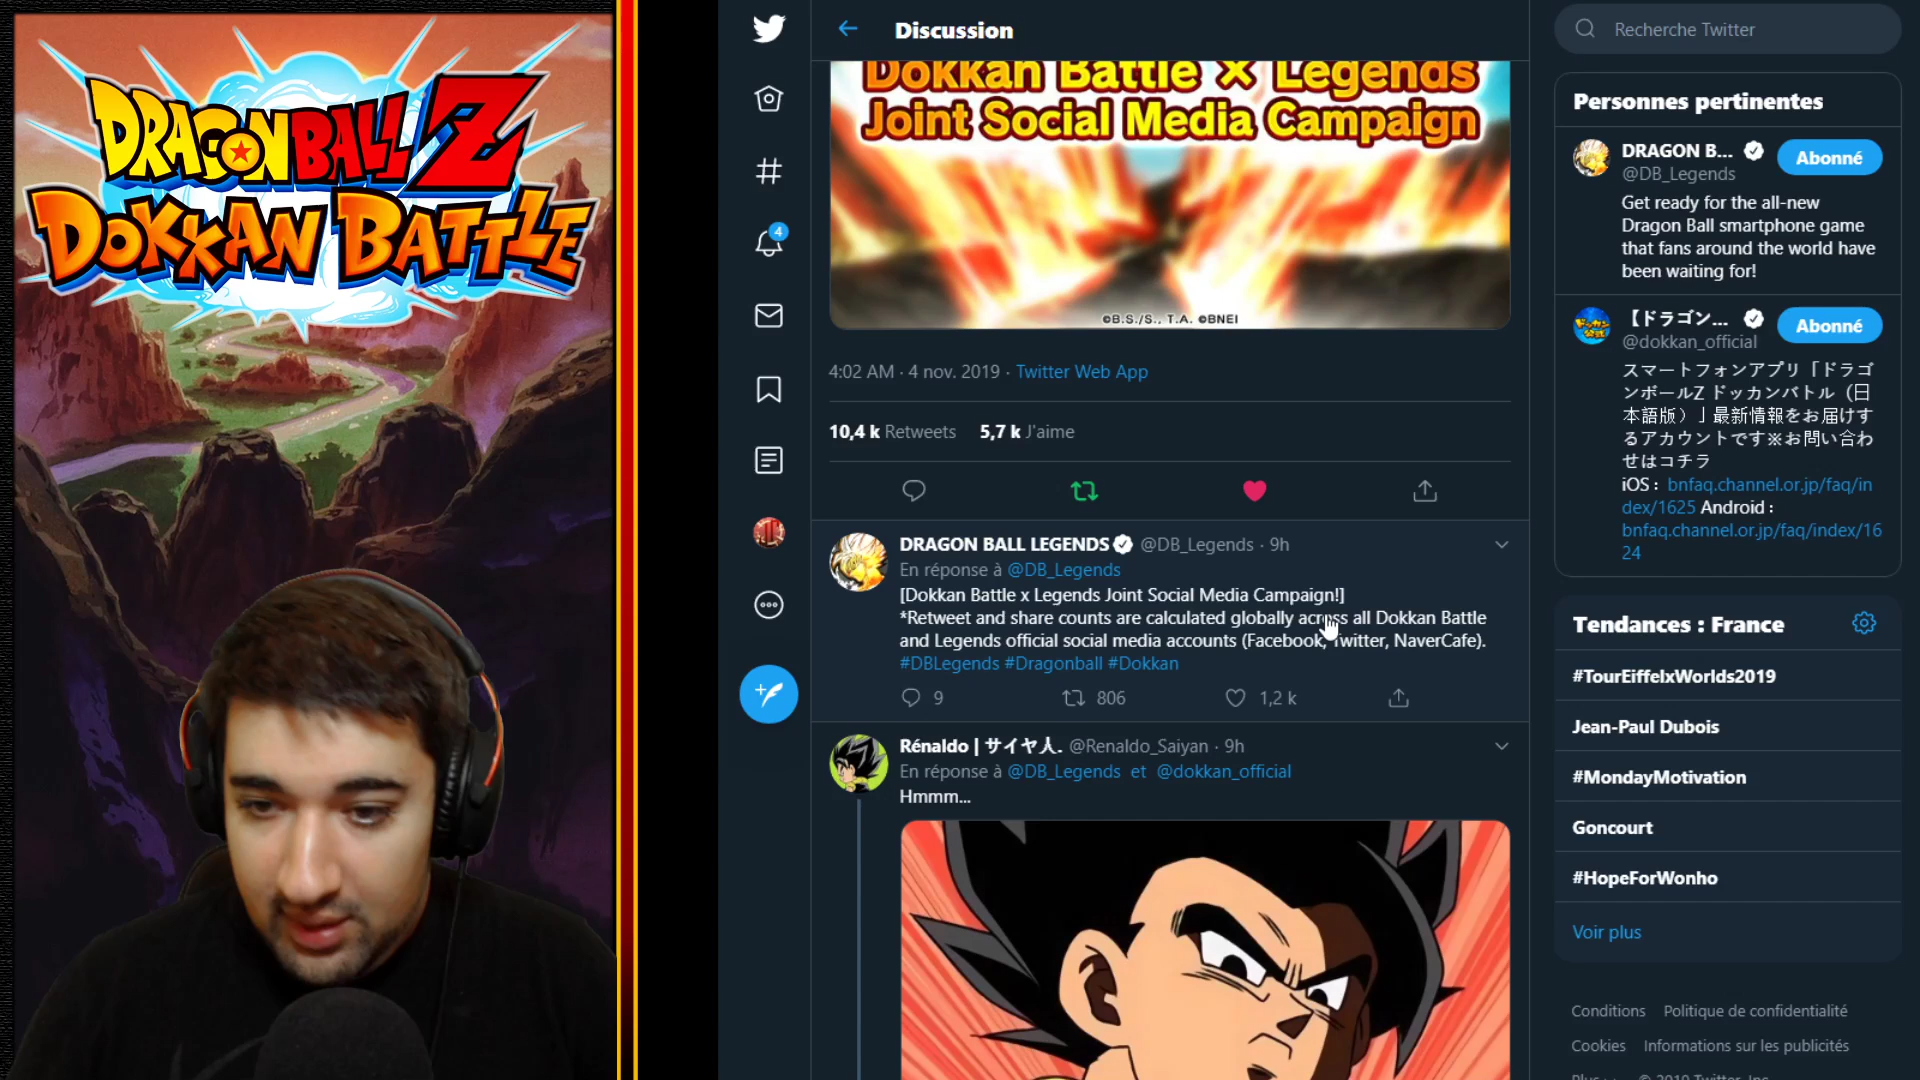 DRAGON BALL Z
DOKKAN BATTLE
Discussion
Dokkan Battle × Legends
Joint Social Media Campaign
©B.S./S., T.A. ©BNEI
4:02 AM · 4 nov. 2019 · Twitter Web App
10,4 k Retweets 5,7 k J'aime
DRAGON BALL LEGENDS @DB_Legends · 9h
En réponse à @DB_Legends
[Dokkan Battle x Legends Joint Social Media Campaign!]
*Retweet and share counts are calculated globally across all Dokkan Battle
and Legends official social media accounts (Facebook, Twitter, NaverCafe).
#DBLegends #Dragonball #Dokkan
9 806 1,2 k
Rénaldo | サイヤ人. @Renaldo_Saiyan · 9h
En réponse à @DB_Legends et @dokkan_official
Hmmm...
4
Recherche Twitter
Personnes pertinentes
DRAGON B...
@DB_Legends
Abonné
Get ready for the all-new
Dragon Ball smartphone game
that fans around the world have
been waiting for!
【ドラゴン...
@dokkan_official
Abonné
スマートフォンアプリ「ドラゴ
ンボールZ ドッカンバトル（日
本語版）」最新情報をお届けす
るアカウントです※お問い合わ
せはコチラ
iOS： bnfaq.channel.or.jp/faq/in
dex/1625 Android：
bnfaq.channel.or.jp/faq/index/16
24
Tendances : France
#TourEiffelxWorlds2019
Jean-Paul Dubois
#MondayMotivation
Goncourt
#HopeForWonho
Voir plus
Conditions Politique de confidentialité
Cookies Informations sur les publicités